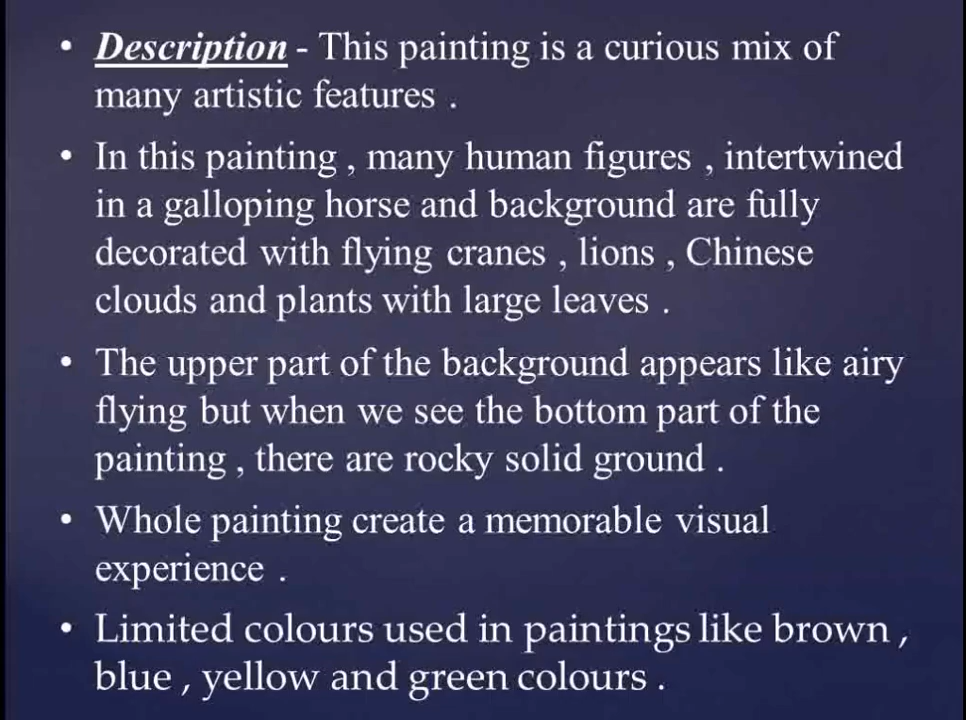 • Description - This painting is a curious mix of
many artistic features .
• In this painting , many human figures , intertwined
in a galloping horse and background are fully
decorated with flying cranes , lions , Chinese
clouds and plants with large leaves .
• The upper part of the background appears like airy
flying but when we see the bottom part of the
painting , there are rocky solid ground .
• Whole painting create a memorable visual
experience .
• Limited colours used in paintings like brown ,
blue , yellow and green colours .